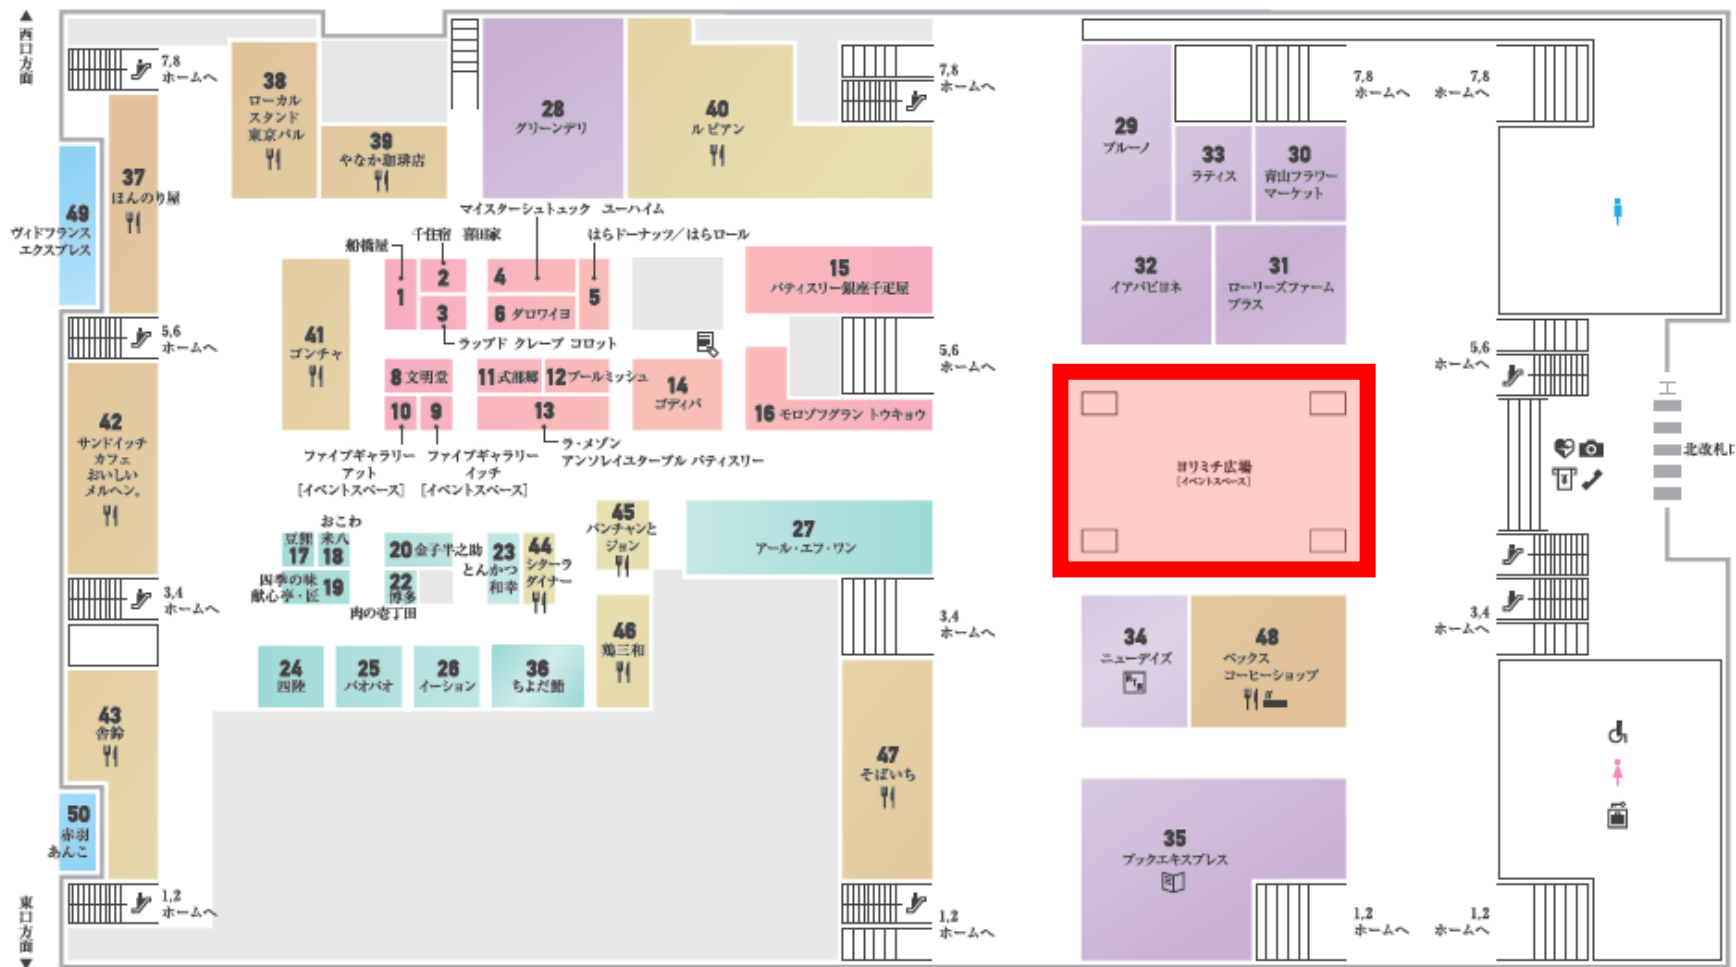 ▲
西口方面
7,8
ホームへ
38
ローカル
スタンド
東京バル
39
やなか珈琲店
28
グリーンデリ
40
ルビアン
7,8
ホームへ
29
ブルーノ
33
ラティス
30
青山フラワー
マーケット
7,8
ホームへ
7,8
ホームへ
37
ほんのり屋
49
ヴィドフランス
エクスプレス
マイスターシュトュック ユーハイム
千住宿 喜田家
はらドーナッツ/はらロール
船橋屋
1
2
3
4
5
6 ダロワイヨ
ラップド クレープ コロット
15
パティスリー銀座千疋屋
32
イアパピヨネ
31
ローリーズファーム
プラス
5,6
ホームへ
41
ゴンチャ
8 文明堂
11 式部郷
12 ブールミッシュ
14
ゴディバ
5,6
ホームへ
5,6
ホームへ
10
9
13
16 モロゾフグラン トウキョウ
ファイブギャラリー
アット
[イベントスペース]
ファイブギャラリー
イッチ
[イベントスペース]
ラ・メゾン
アンソレイユターブル パティスリー
42
サンドイッチ
カフェ
おいしい
メルヘン。
ヨリミチ広場
[イベントスペース]
北改札口
豆狸
17
おこわ
米八
18
四季の味
献心亭・匠
19
20 金子半之助
22
博多
肉の壱丁田
23
とんかつ
和幸
44
シターラ
ダイナー
45
パンチャンと
ジョン
27
アール・エフ・ワン
3,4
ホームへ
3,4
ホームへ
3,4
ホームへ
24
四陸
25
パオパオ
26
イーション
36
ちよだ鮨
46
鶏三和
34
ニューデイズ
48
ベックス
コーヒーショップ
43
舎鈴
47
そばいち
50
赤羽
あんこ
35
ブックエキスプレス
1,2
ホームへ
1,2
ホームへ
1,2
ホームへ
1,2
ホームへ
東口方面
▼